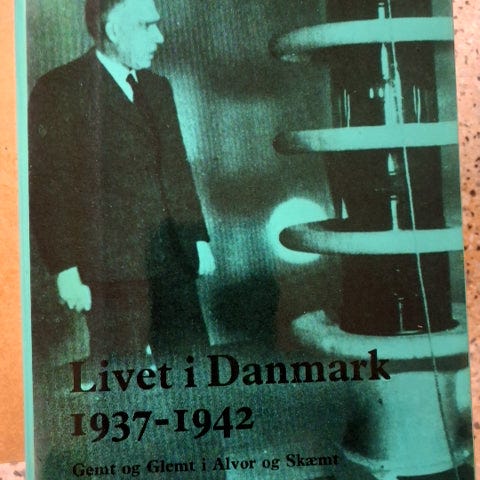 Livet i Danmark
1937-1942
Gemt og Glemt i Alvor og Skæmt